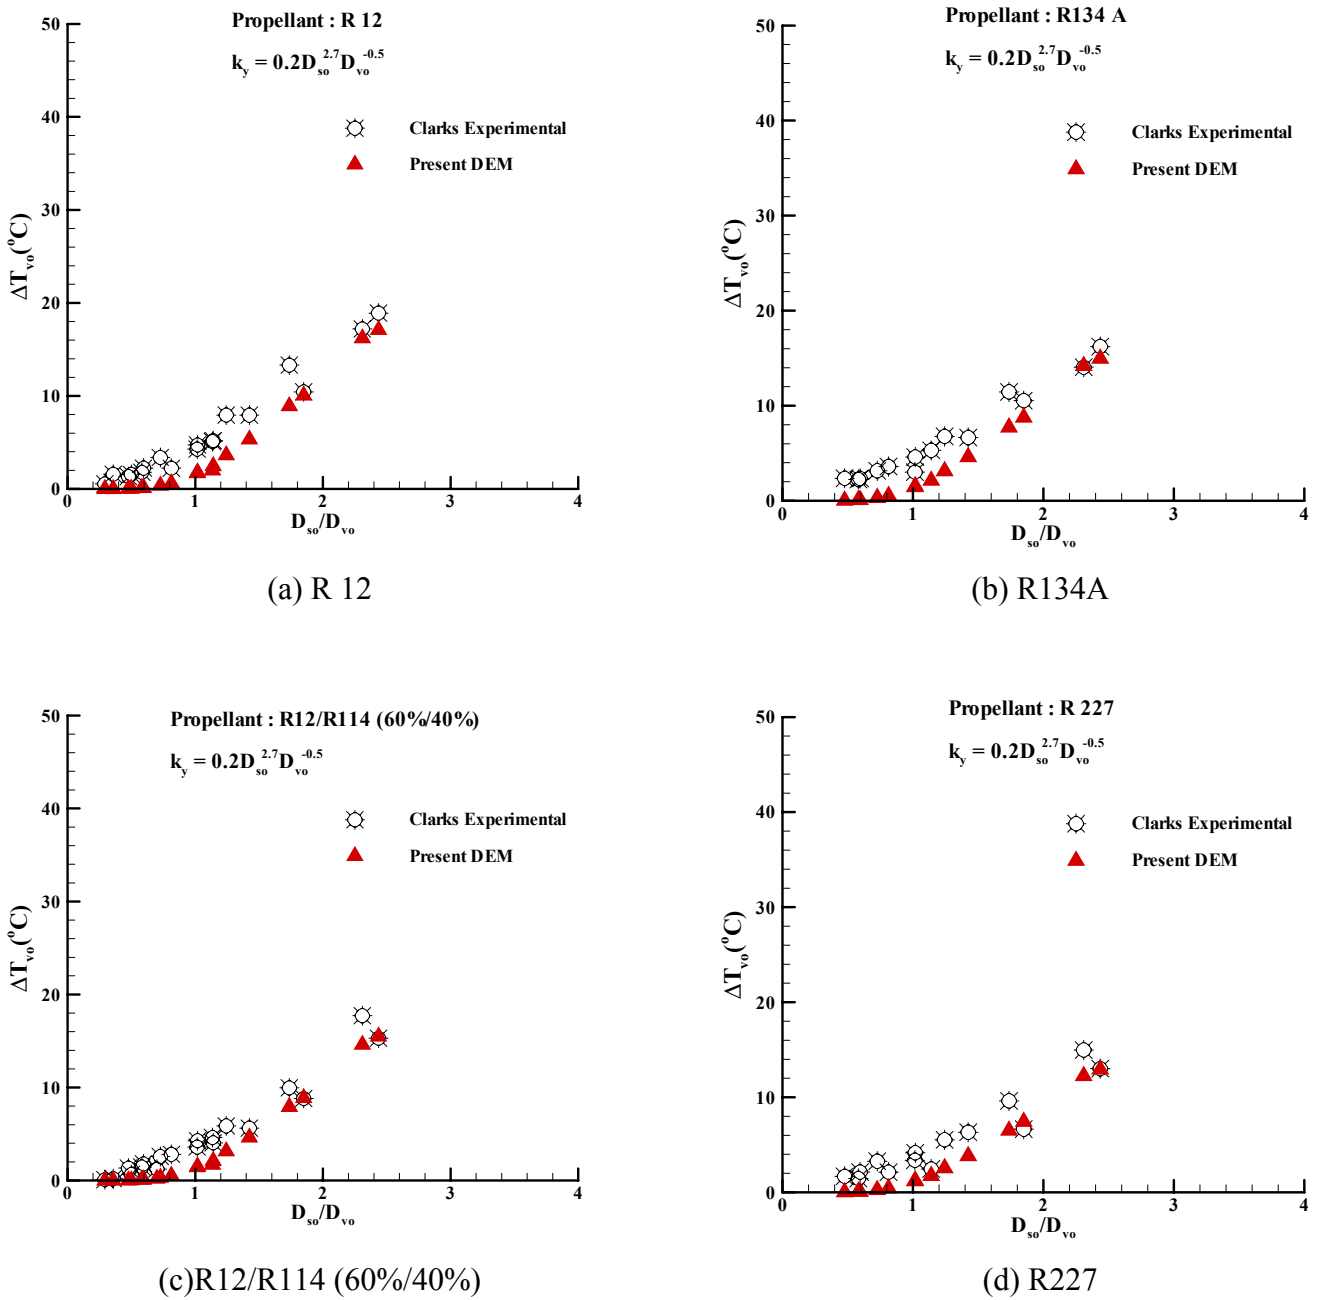 Propellant : R 12
k_y = 0.2D_so^2.7 D_vo^-0.5
Clarks Experimental
Present DEM
ΔT_vo(°C)
50
40
30
20
10
0
0 1 2 3 4
D_so/D_vo
(a) R 12
Propellant : R134 A
k_y = 0.2D_so^2.7 D_vo^-0.5
Clarks Experimental
Present DEM
ΔT_vo(°C)
50
40
30
20
10
0
0 1 2 3 4
D_so/D_vo
(b) R134A
Propellant : R12/R114 (60%/40%)
k_y = 0.2D_so^2.7 D_vo^-0.5
Clarks Experimental
Present DEM
ΔT_vo(°C)
50
40
30
20
10
0
0 1 2 3 4
D_so/D_vo
(c)R12/R114 (60%/40%)
Propellant : R 227
k_y = 0.2D_so^2.7 D_vo^-0.5
Clarks Experimental
Present DEM
ΔT_vo(°C)
50
40
30
20
10
0
0 1 2 3 4
D_so/D_vo
(d) R227